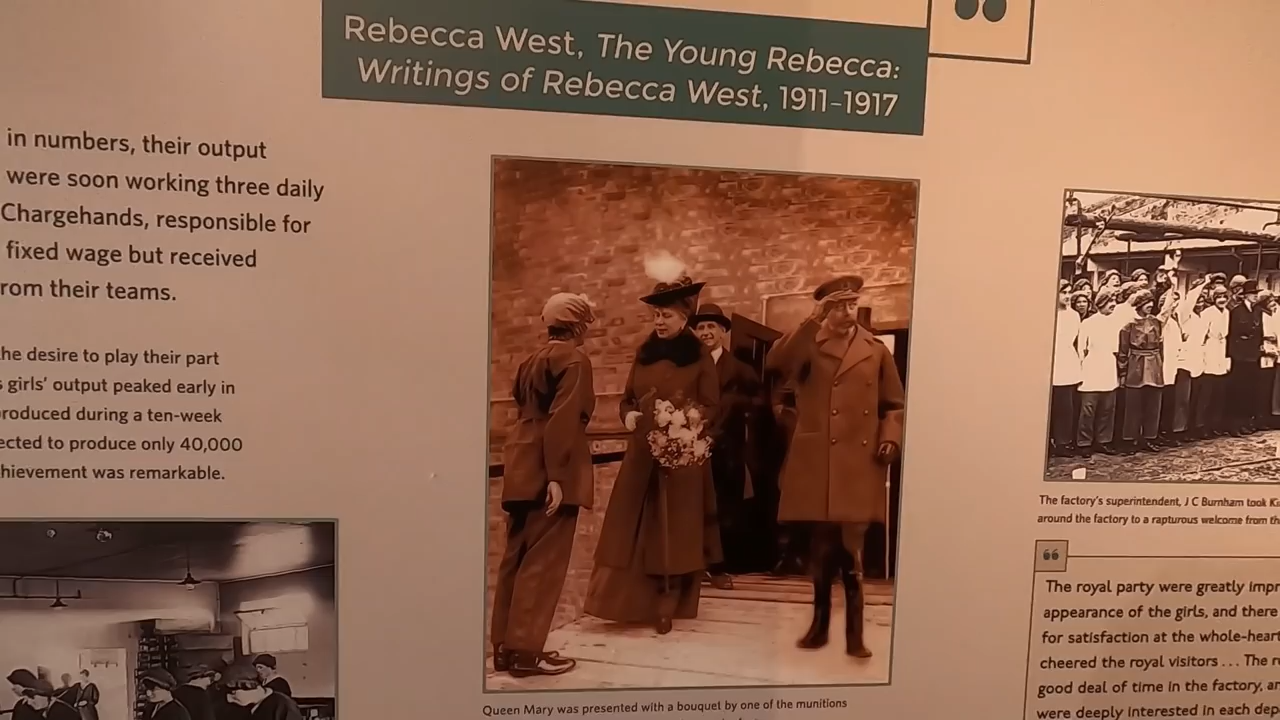 Rebecca West, The Young Rebecca:
Writings of Rebecca West, 1911–1917
in numbers, their output
were soon working three daily
Chargehands, responsible for
fixed wage but received
rom their teams.
he desire to play their part
girls' output peaked early in
roduced during a ten-week
ected to produce only 40,000
hievement was remarkable.
Queen Mary was presented with a bouquet by one of the munitions
The factory's superintendent, J C Burnham took
around the factory to a rapturous welcome from th
The royal party were greatly impr
appearance of the girls, and there
for satisfaction at the whole-heart
cheered the royal visitors... The r
good deal of time in the factory, an
were deeply interested in each dep